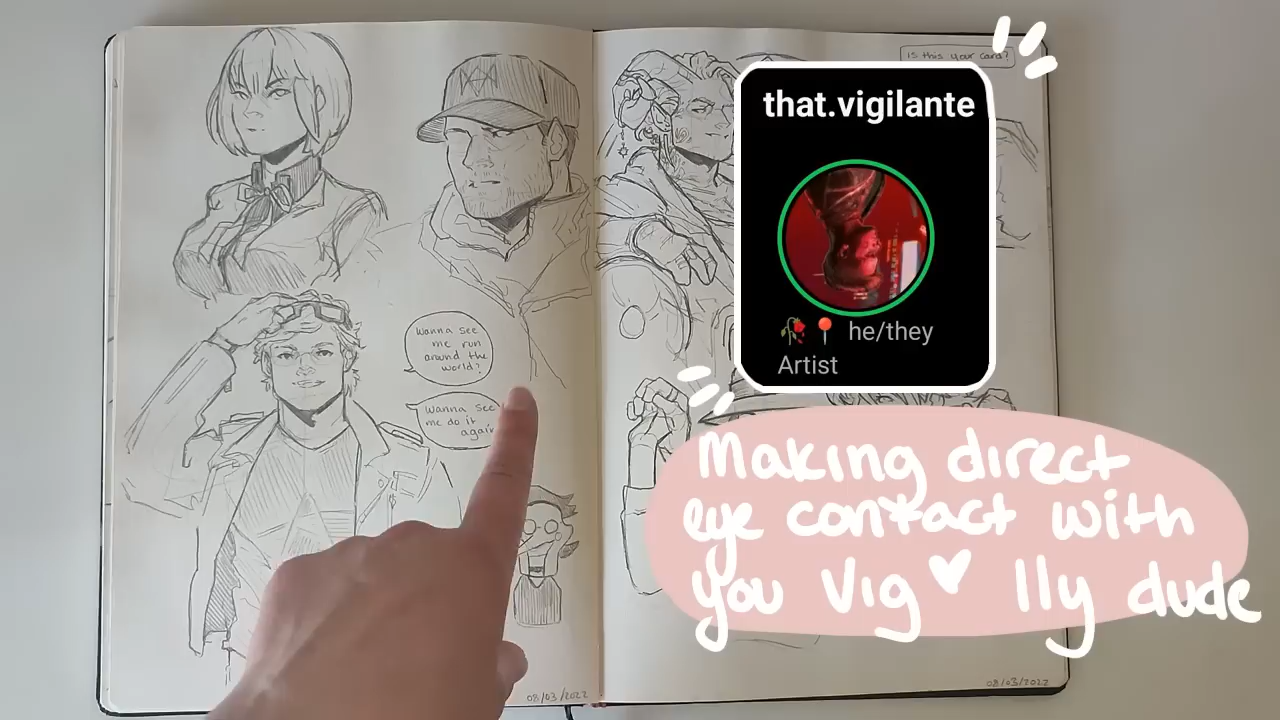 is this your card?
that.vigilante
he/they
Artist
Wanna see
me run
around the
world?
Wanna see
me do it
again
Making direct
eye contact with
you Vig lly dude
08/03/2022
08/03/2022